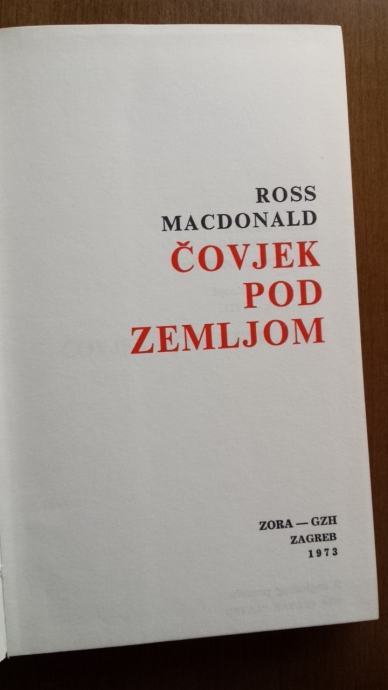 ROSS
MACDONALD
ČOVJEK
POD
ZEMLJOM
ZORA — GZH
ZAGREB
1973